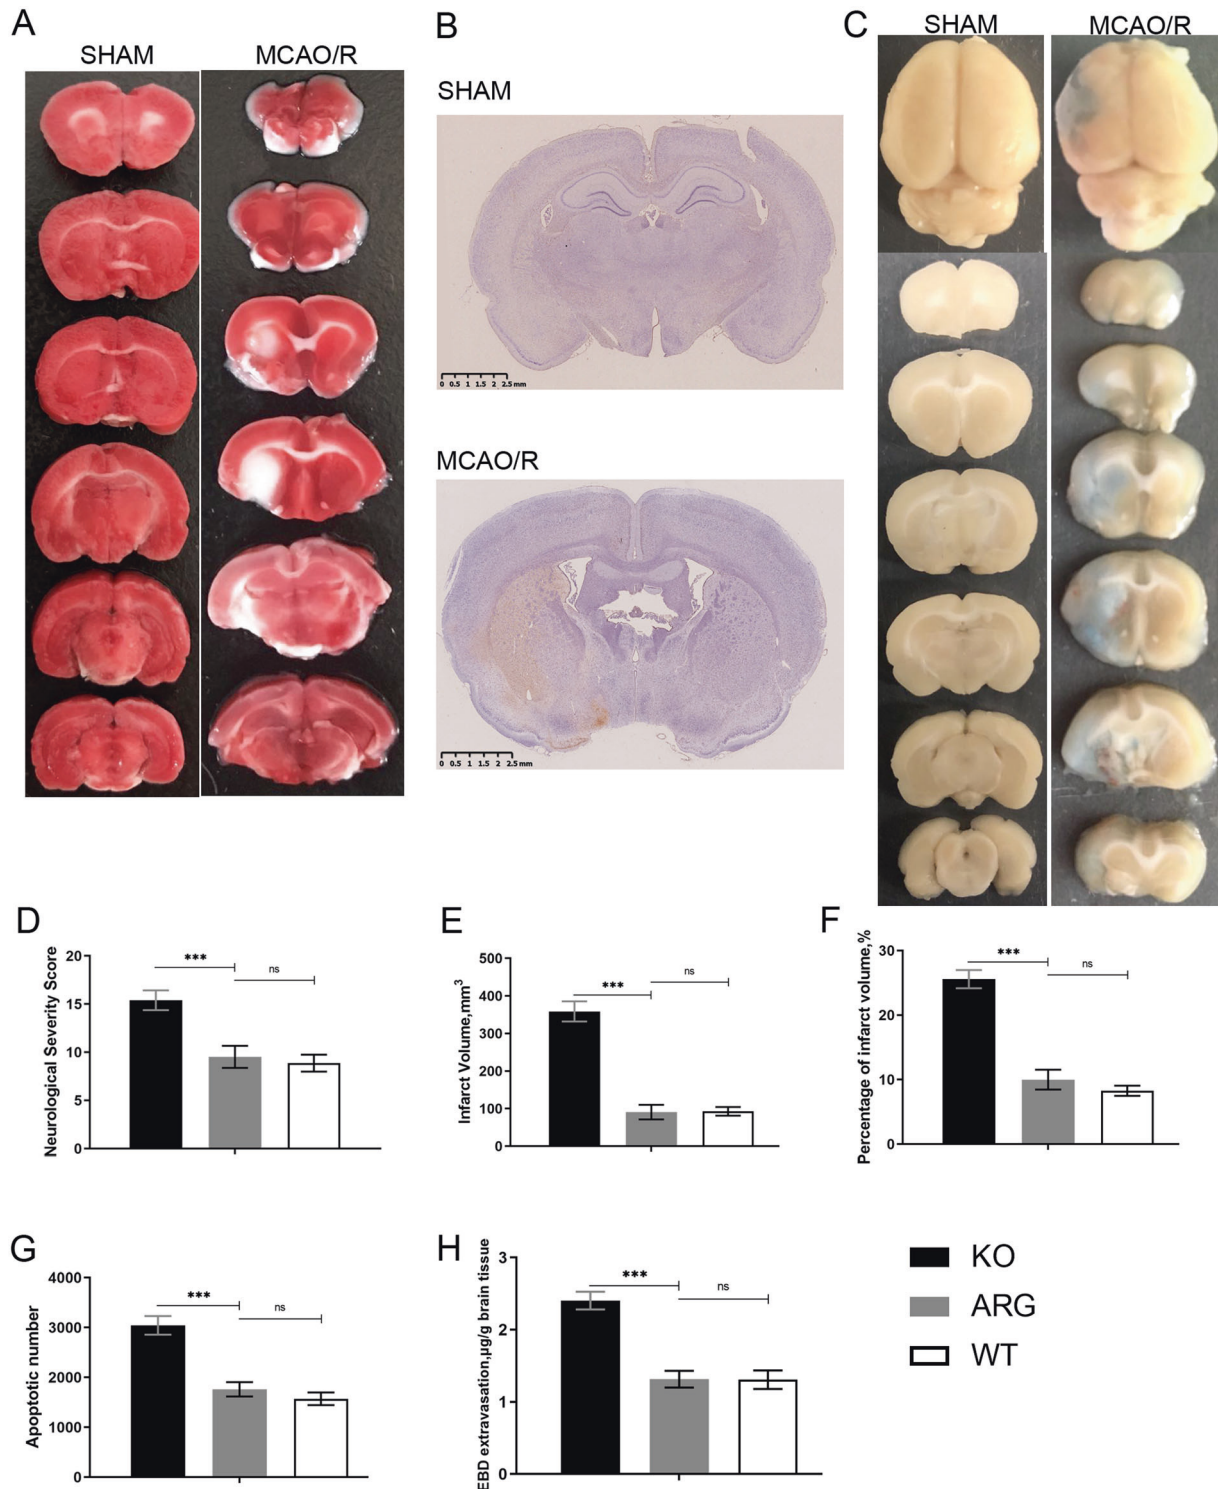 A
SHAM
MCAO/R
B
SHAM
0 0.5 1 1.5 2 2.5 mm
MCAO/R
0 0.5 1 1.5 2 2.5 mm
C
SHAM
MCAO/R
D
Neurological Severity Score
20
15
10
5
0
***
ns
E
Infarct Volume,mm³
500
400
300
200
100
0
***
ns
F
Percentage of infarct volume,%
30
20
10
0
***
ns
G
Apoptotic number
4000
3000
2000
1000
0
***
ns
H
EBD extravasation,µg/g brain tissue
3
2
1
0
***
ns
KO
ARG
WT